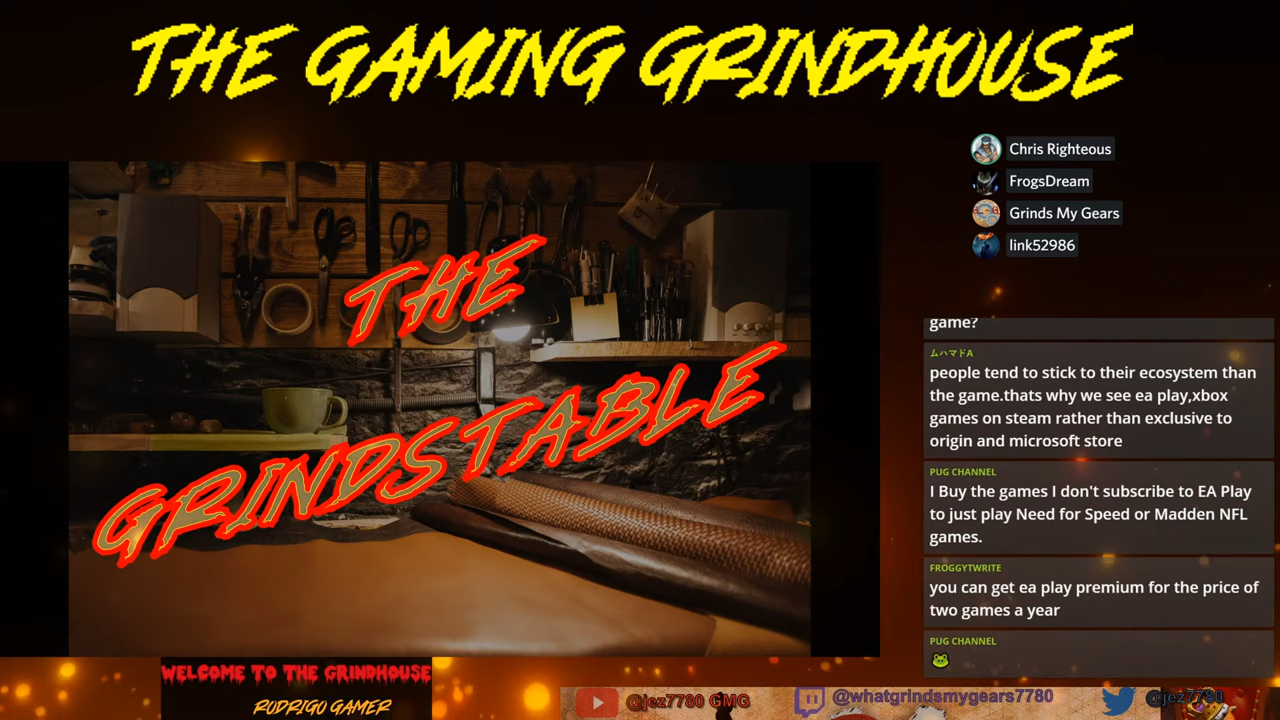 THE GAMING GRINDHOUSE
Chris Righteous
FrogsDream
Grinds My Gears
link52986
THE
GRINDSTABLE
game?
ムハマドA
people tend to stick to their ecosystem than
the game.thats why we see ea play,xbox
games on steam rather than exclusive to
origin and microsoft store
PUG CHANNEL
I Buy the games I don't subscribe to EA Play
to just play Need for Speed or Madden NFL
games.
FROGGYTWRITE
you can get ea play premium for the price of
two games a year
PUG CHANNEL
WELCOME TO THE GRINDHOUSE
RODRIGO GAMER
@jez7780 GMG
@whatgrindsmygears7780
@jez7780